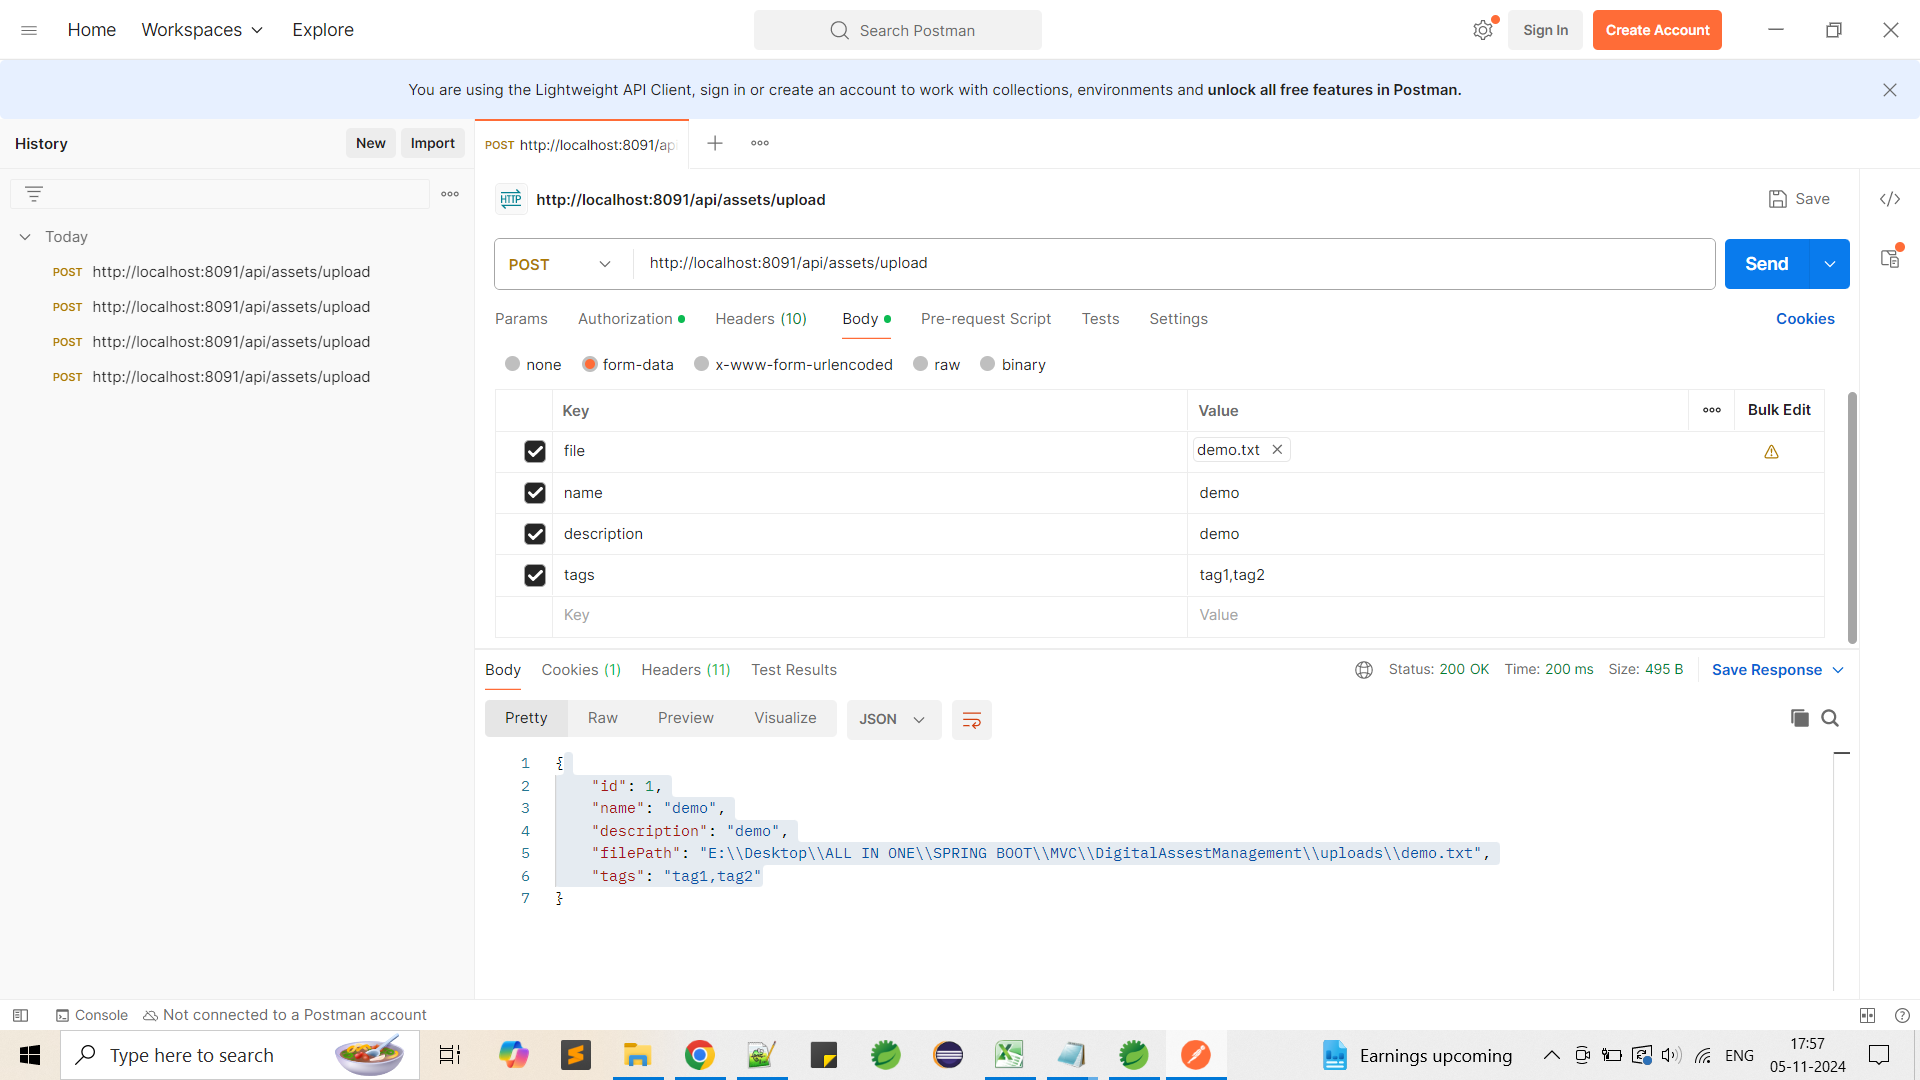 Home Workspaces Explore Search Postman Sign In Create Account
You are using the Lightweight API Client, sign in or create an account to work with collections, environments and unlock all free features in Postman.
History New Import POST http://localhost:8091/ap
HTTP http://localhost:8091/api/assets/upload Save
Today
POST http://localhost:8091/api/assets/upload
POST http://localhost:8091/api/assets/upload
POST http://localhost:8091/api/assets/upload
POST http://localhost:8091/api/assets/upload
POST http://localhost:8091/api/assets/upload Send
Params Authorization Headers (10) Body Pre-request Script Tests Settings Cookies
none form-data x-www-form-urlencoded raw binary
Key Value Bulk Edit
file demo.txt
name demo
description demo
tags tag1,tag2
Key Value
Body Cookies (1) Headers (11) Test Results Status: 200 OK Time: 200 ms Size: 495 B Save Response
Pretty Raw Preview Visualize JSON
1 {
2 "id": 1,
3 "name": "demo",
4 "description": "demo",
5 "filePath": "E:\\Desktop\\ALL IN ONE\\SPRING BOOT\\MVC\\DigitalAssestManagement\\uploads\\demo.txt",
6 "tags": "tag1,tag2"
7 }
Console Not connected to a Postman account
Type here to search Earnings upcoming ENG 17:57
05-11-2024